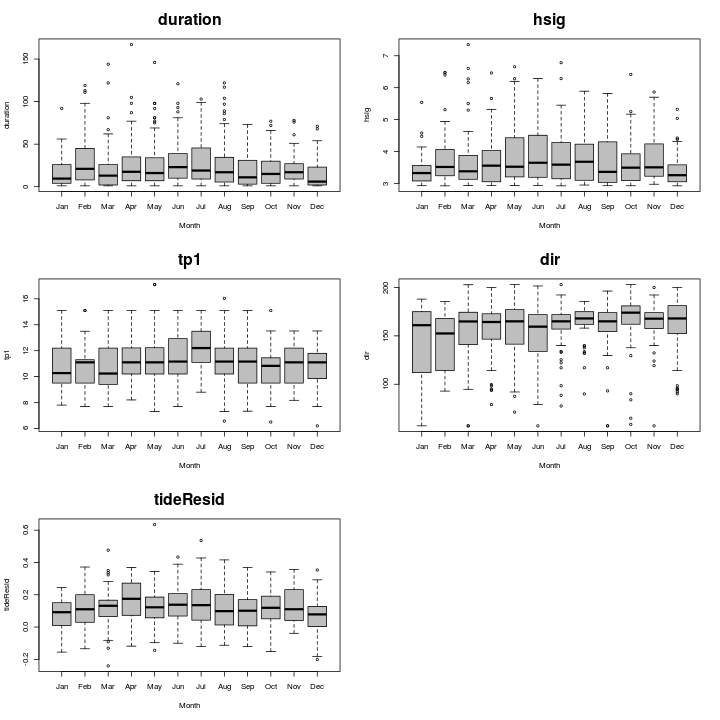 duration
duration
150
100
50
0
Jan Feb Mar Apr May Jun Jul Aug Sep Oct Nov Dec
Month
hsig
hsig
7
6
5
4
3
Jan Feb Mar Apr May Jun Jul Aug Sep Oct Nov Dec
Month
tp1
tp1
16
14
12
10
8
6
Jan Feb Mar Apr May Jun Jul Aug Sep Oct Nov Dec
Month
dir
dir
200
150
100
Jan Feb Mar Apr May Jun Jul Aug Sep Oct Nov Dec
Month
tideResid
tideResid
0.6
0.4
0.2
0.0
-0.2
Jan Feb Mar Apr May Jun Jul Aug Sep Oct Nov Dec
Month